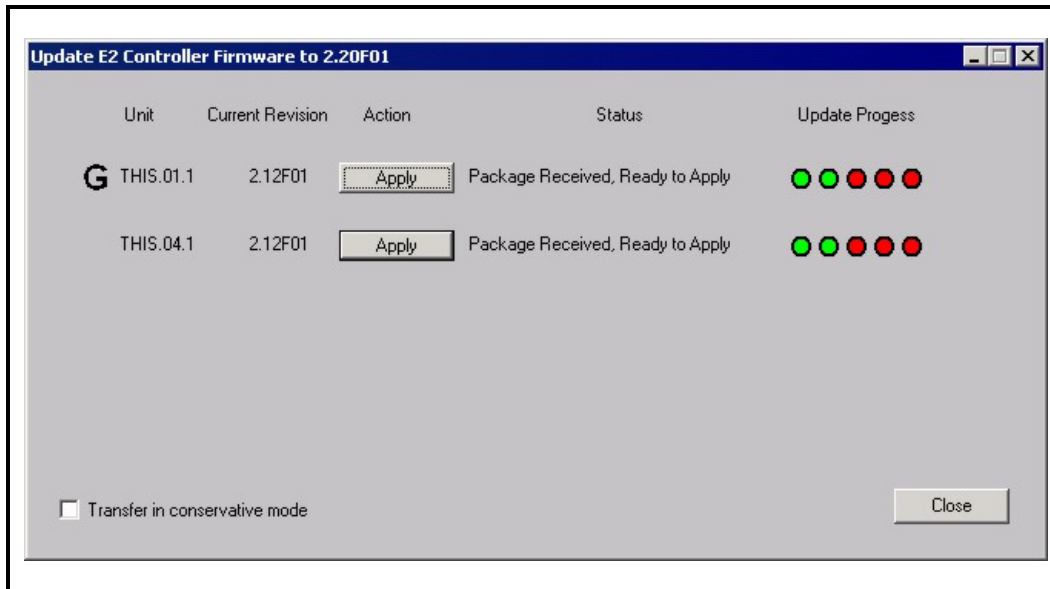 Update E2 Controller Firmware to 2.20F01
Unit Current Revision Action Status Update Progess
G THIS.01.1 2.12F01 Apply Package Received, Ready to Apply
THIS.04.1 2.12F01 Apply Package Received, Ready to Apply
Transfer in conservative mode
Close